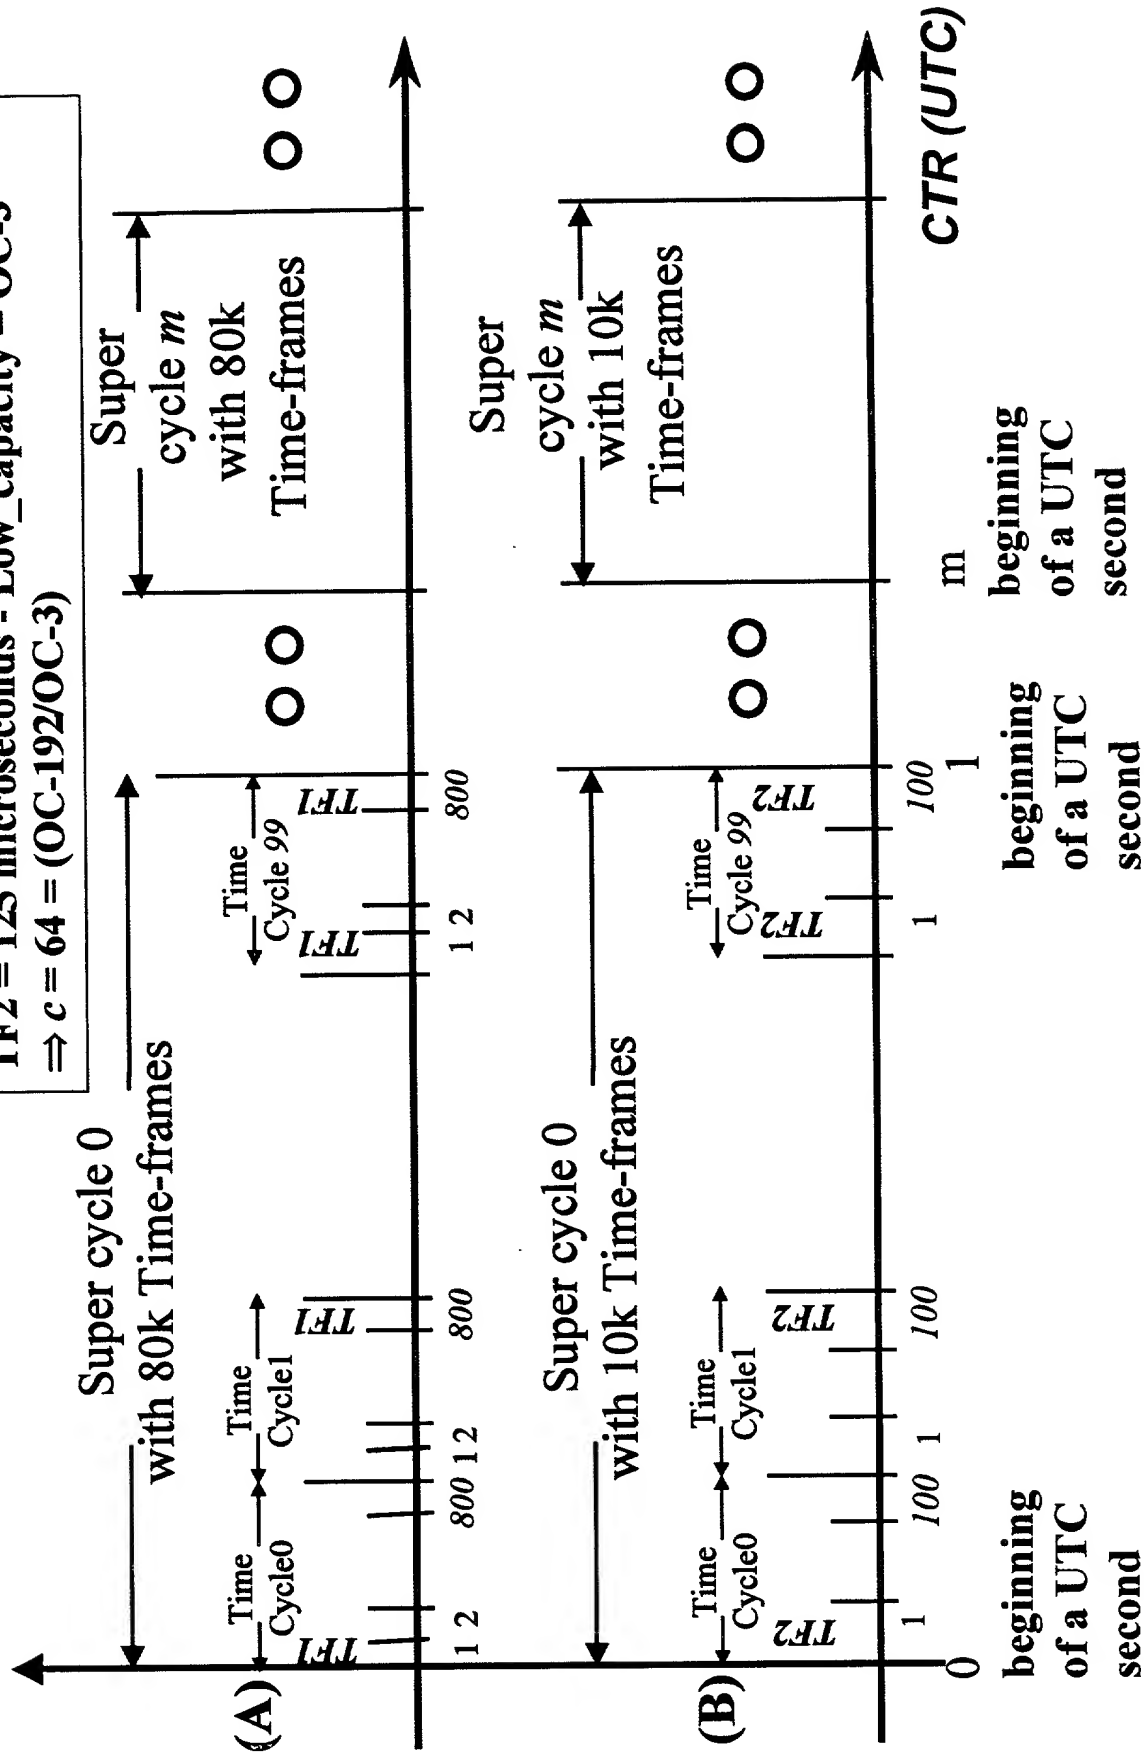 TF2 = 125 microseconds - Low_capacity = OC-3
⇒ c = 64 = (OC-192/OC-3)
(A)
Super cycle 0
with 80k Time-frames
Super
cycle m
with 80k
Time-frames
Time
Cycle0
Time
Cycle1
Time
Cycle 99
TF1
TF1
TF1
TF1
1 2
800
1 2
800
1 2
800
(B)
Super cycle 0
with 10k Time-frames
Super
cycle m
with 10k
Time-frames
Time
Cycle0
Time
Cycle1
Time
Cycle 99
TF2
TF2
TF2
TF2
1
100
1
100
1
100
0
1
m
CTR (UTC)
beginning
of a UTC
second
beginning
of a UTC
second
beginning
of a UTC
second